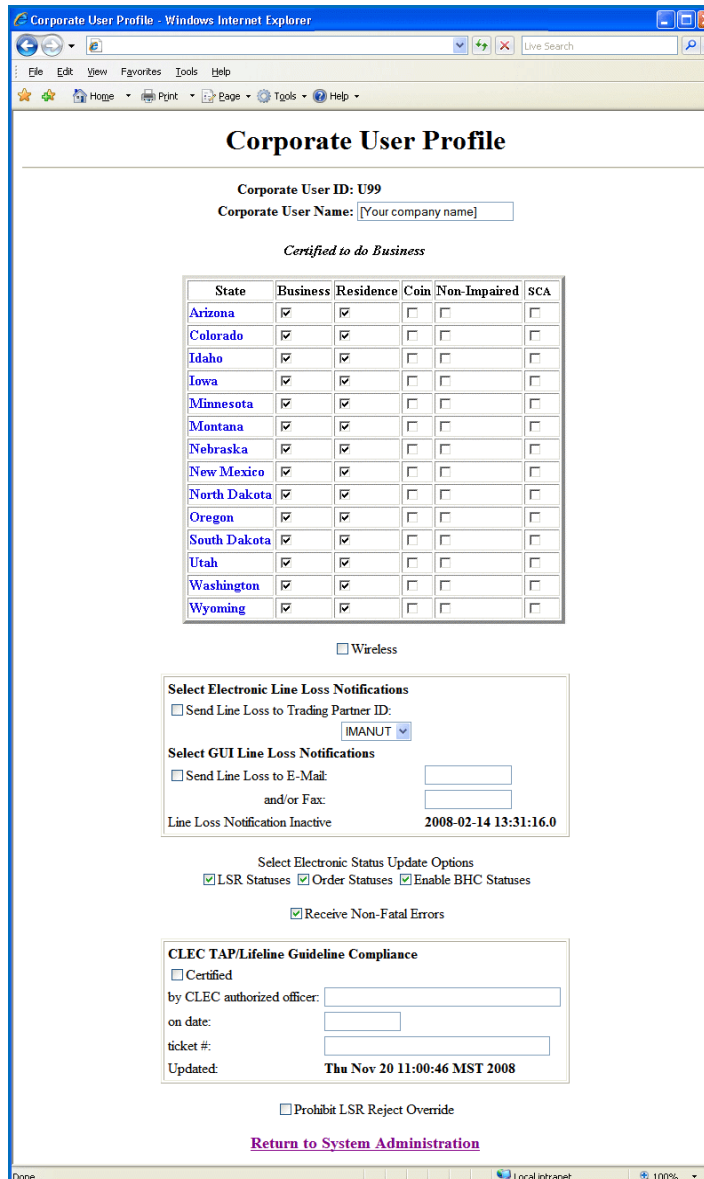 Corporate User Profile - Windows Internet Explorer
Live Search
File Edit View Favorites Tools Help
Home Print Page Tools Help
Corporate User Profile
Corporate User ID: U99
Corporate User Name: [Your company name]
Certified to do Business
State Business Residence Coin Non-Impaired SCA
Arizona
Colorado
Idaho
Iowa
Minnesota
Montana
Nebraska
New Mexico
North Dakota
Oregon
South Dakota
Utah
Washington
Wyoming
Wireless
Select Electronic Line Loss Notifications
Send Line Loss to Trading Partner ID:
IMANUT
Select GUI Line Loss Notifications
Send Line Loss to E-Mail:
and/or Fax:
Line Loss Notification Inactive 2008-02-14 13:31:16.0
Select Electronic Status Update Options
LSR Statuses Order Statuses Enable BHC Statuses
Receive Non-Fatal Errors
CLEC TAP/Lifeline Guideline Compliance
Certified
by CLEC authorized officer:
on date:
ticket #:
Updated: Thu Nov 20 11:00:46 MST 2008
Prohibit LSR Reject Override
Return to System Administration
Done Local intranet 100%